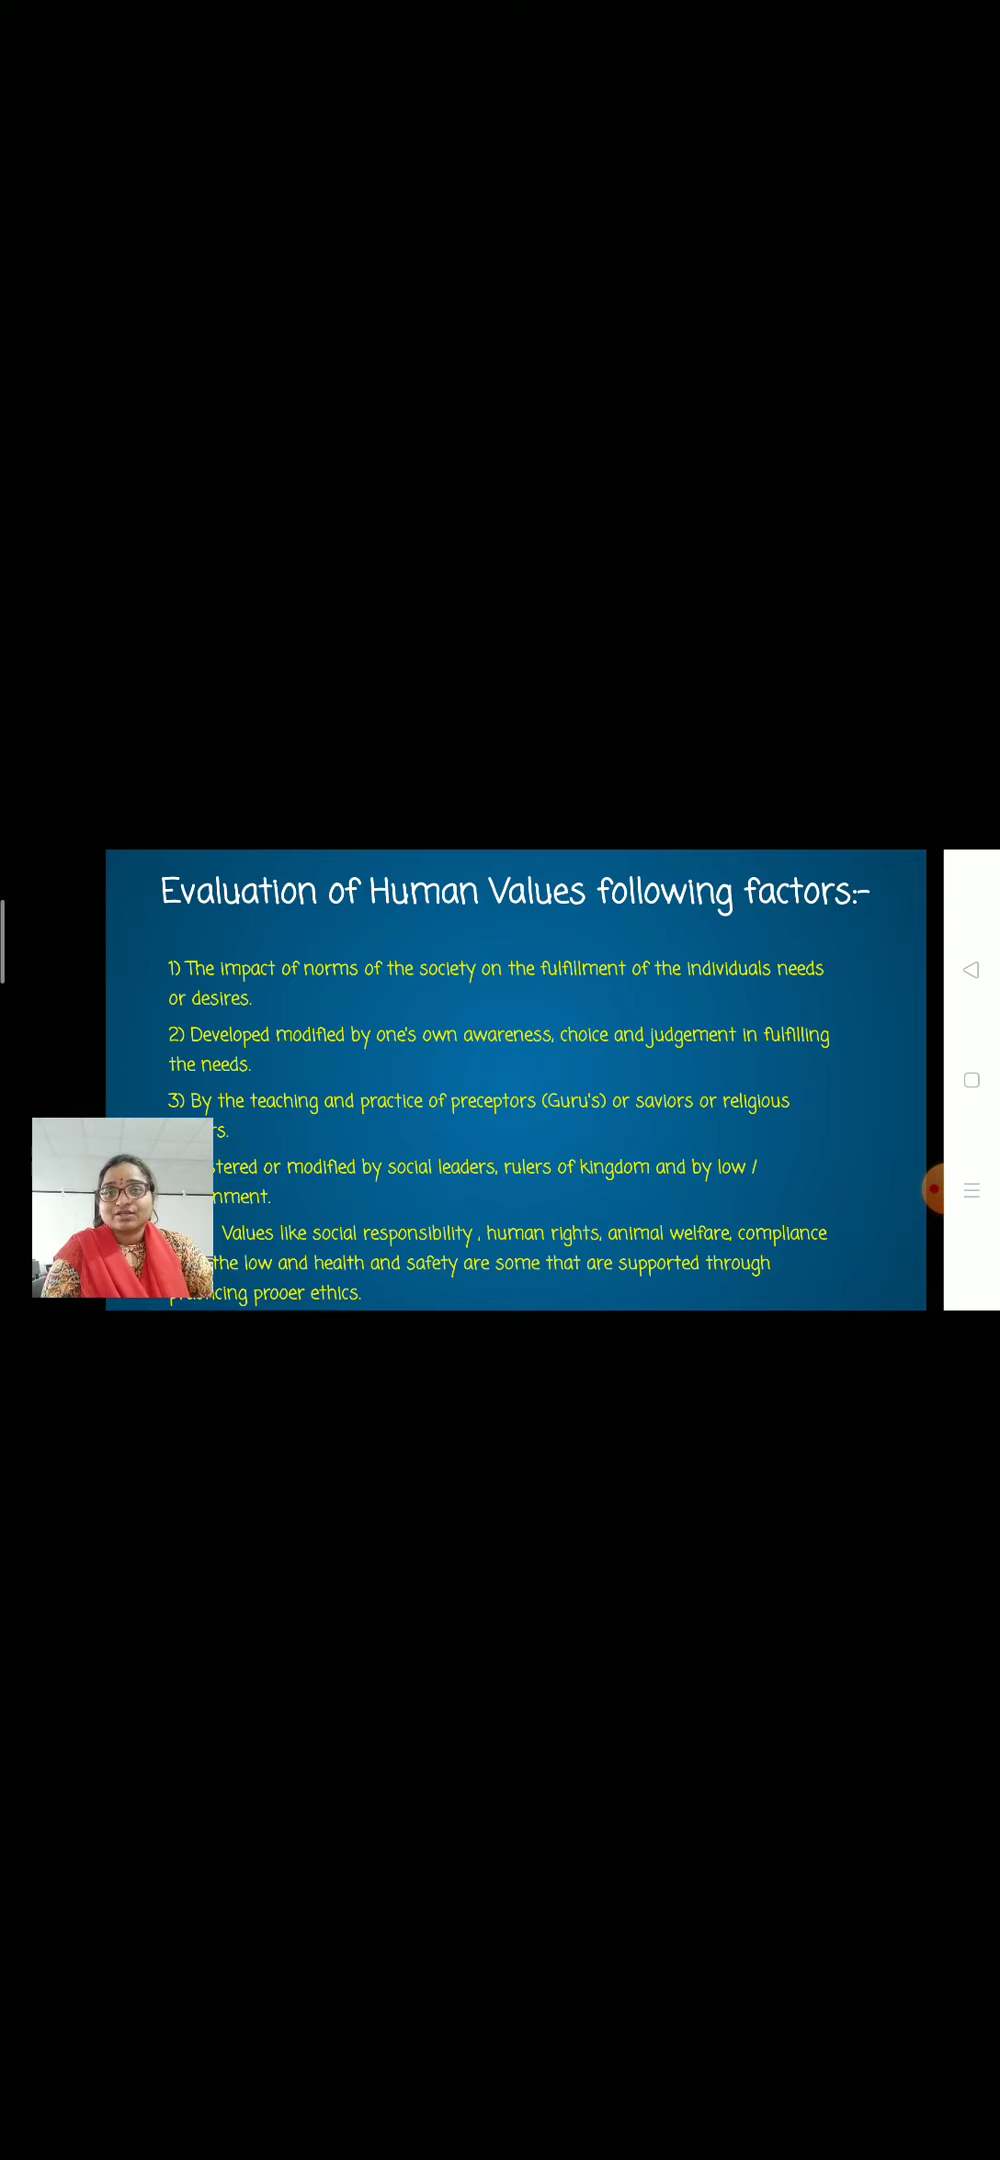 Evaluation of Human Values following factors:-
1) The impact of norms of the society on the fulfillment of the individuals needs
or desires.
2) Developed modified by one's own awareness, choice and judgement in fulfilling
the needs.
3) By the teaching and practice of preceptors (Guru's) or saviors or religious
or modified by social leaders, rulers of kingdom and by low /
Values like social responsibility , human rights, animal welfare, compliance
the low and health and safety are some that are supported through
prooer ethics.